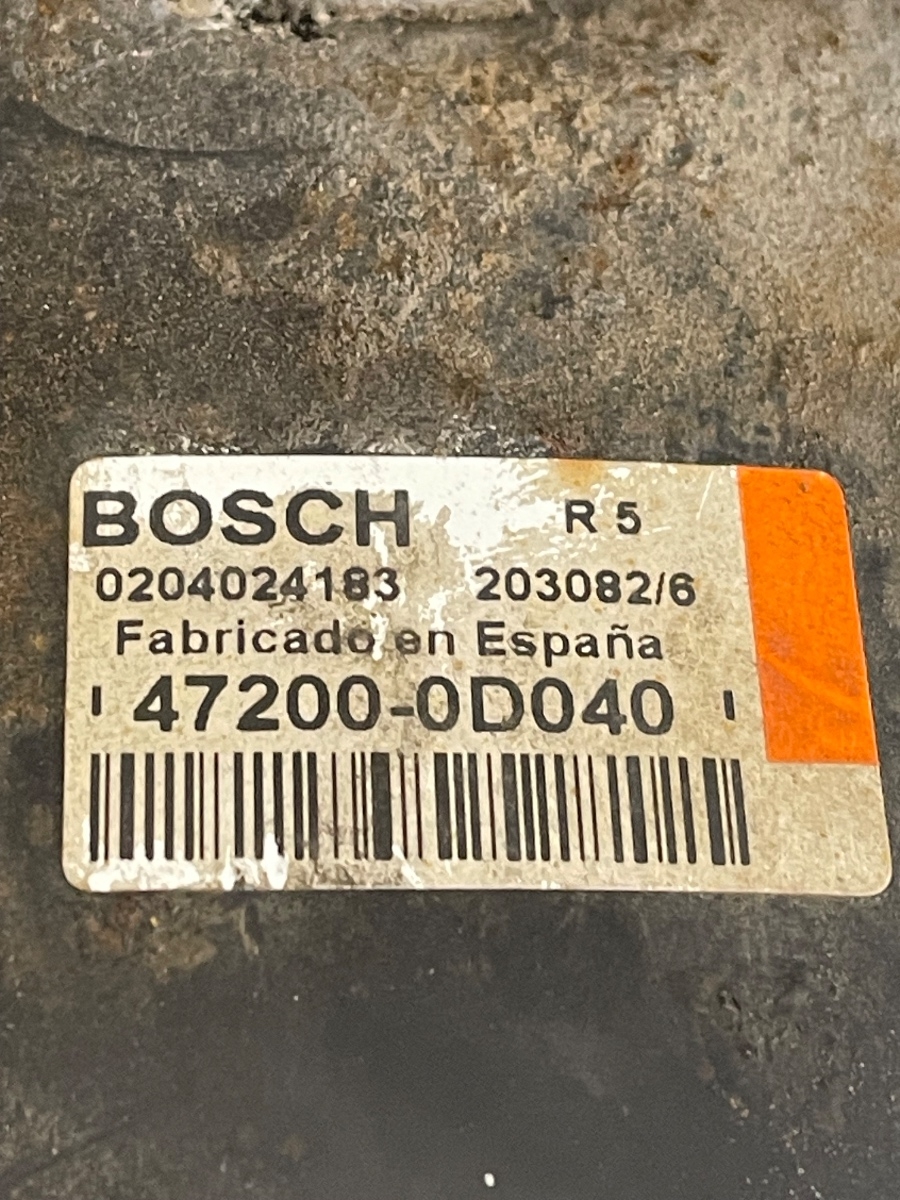 BOSCH R 5
0204024183 203082/6
Fabricado en España
47200-0D040